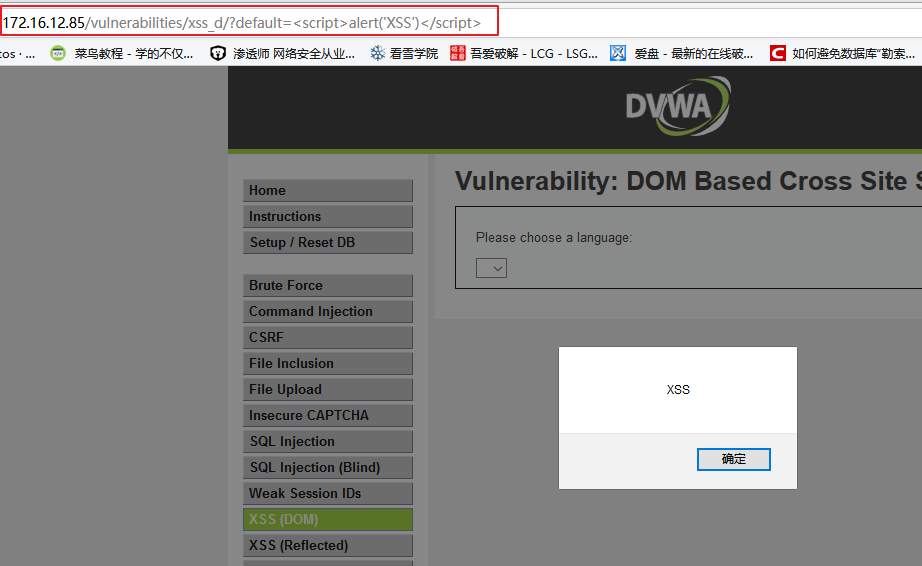 172.16.12.85/vulnerabilities/xss_d/?default=<script>alert('XSS')</script>
tos · ... 菜鸟教程 - 学的不仅... 渗透师 网络安全从业... 看雪学院 吾爱破解 - LCG - LSG... 爱盘 - 最新的在线破... 如何避免数据库“勒索...
DVWA
Vulnerability: DOM Based Cross Site S
Home
Instructions
Setup / Reset DB
Please choose a language:
Brute Force
Command Injection
CSRF
File Inclusion
File Upload
Insecure CAPTCHA
SQL Injection
SQL Injection (Blind)
Weak Session IDs
XSS (DOM)
XSS (Reflected)
XSS
确定